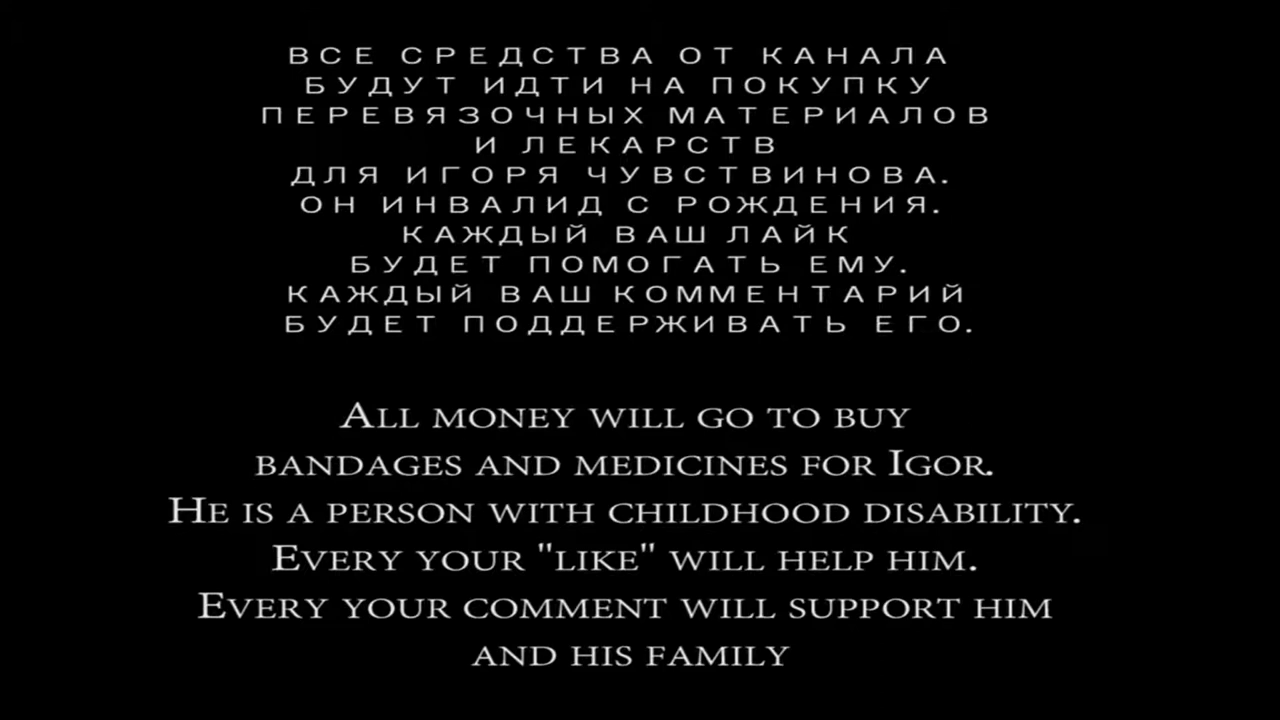 ВСЕ СРЕДСТВА ОТ КАНАЛА
БУДУТ ИДТИ НА ПОКУПКУ
ПЕРЕВЯЗОЧНЫХ МАТЕРИАЛОВ
И ЛЕКАРСТВ
ДЛЯ ИГОРЯ ЧУВСТВИНОВА.
ОН ИНВАЛИД С РОЖДЕНИЯ.
КАЖДЫЙ ВАШ ЛАЙК
БУДЕТ ПОМОГАТЬ ЕМУ.
КАЖДЫЙ ВАШ КОММЕНТАРИЙ
БУДЕТ ПОДДЕРЖИВАТЬ ЕГО.
ALL MONEY WILL GO TO BUY
BANDAGES AND MEDICINES FOR IGOR.
HE IS A PERSON WITH CHILDHOOD DISABILITY.
EVERY YOUR "LIKE" WILL HELP HIM.
EVERY YOUR COMMENT WILL SUPPORT HIM
AND HIS FAMILY